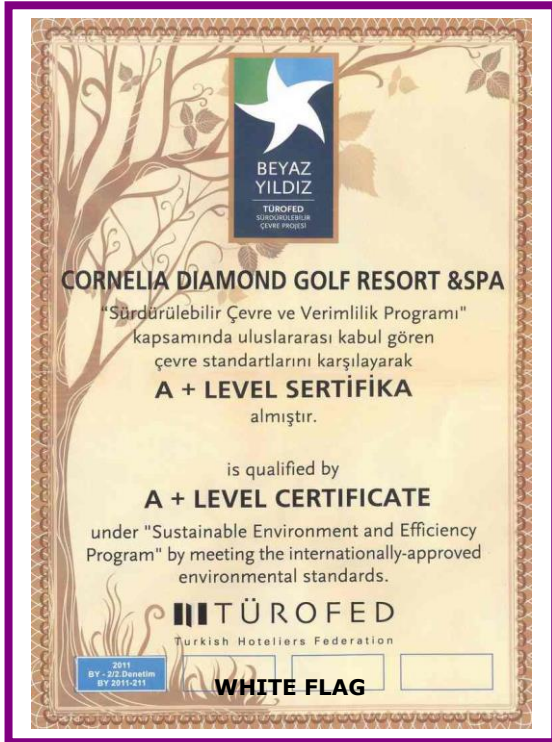 BEYAZ
YILDIZ
TÜROFED
SÜRDÜRÜLEBİLİR
ÇEVRE PROJESİ
CORNELIA DIAMOND GOLF RESORT &SPA
"Sürdürülebilir Çevre ve Verimlilik Programı"
kapsamında uluslararası kabul gören
çevre standartlarını karşılayarak
A + LEVEL SERTİFİKA
almıştır.
is qualified by
A + LEVEL CERTIFICATE
under "Sustainable Environment and Efficiency
Program" by meeting the internationally-approved
environmental standards.
TÜROFED
Turkish Hoteliers Federation
2011
BY - 2/2.Denetim
BY 2011-211
WHITE FLAG